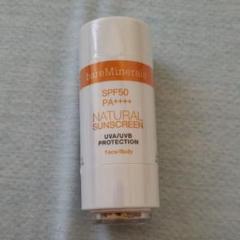 bareMinerals
SPF50
PA++++
NATURAL
SUNSCREEN
UVA/UVB
PROTECTION
Face/Body